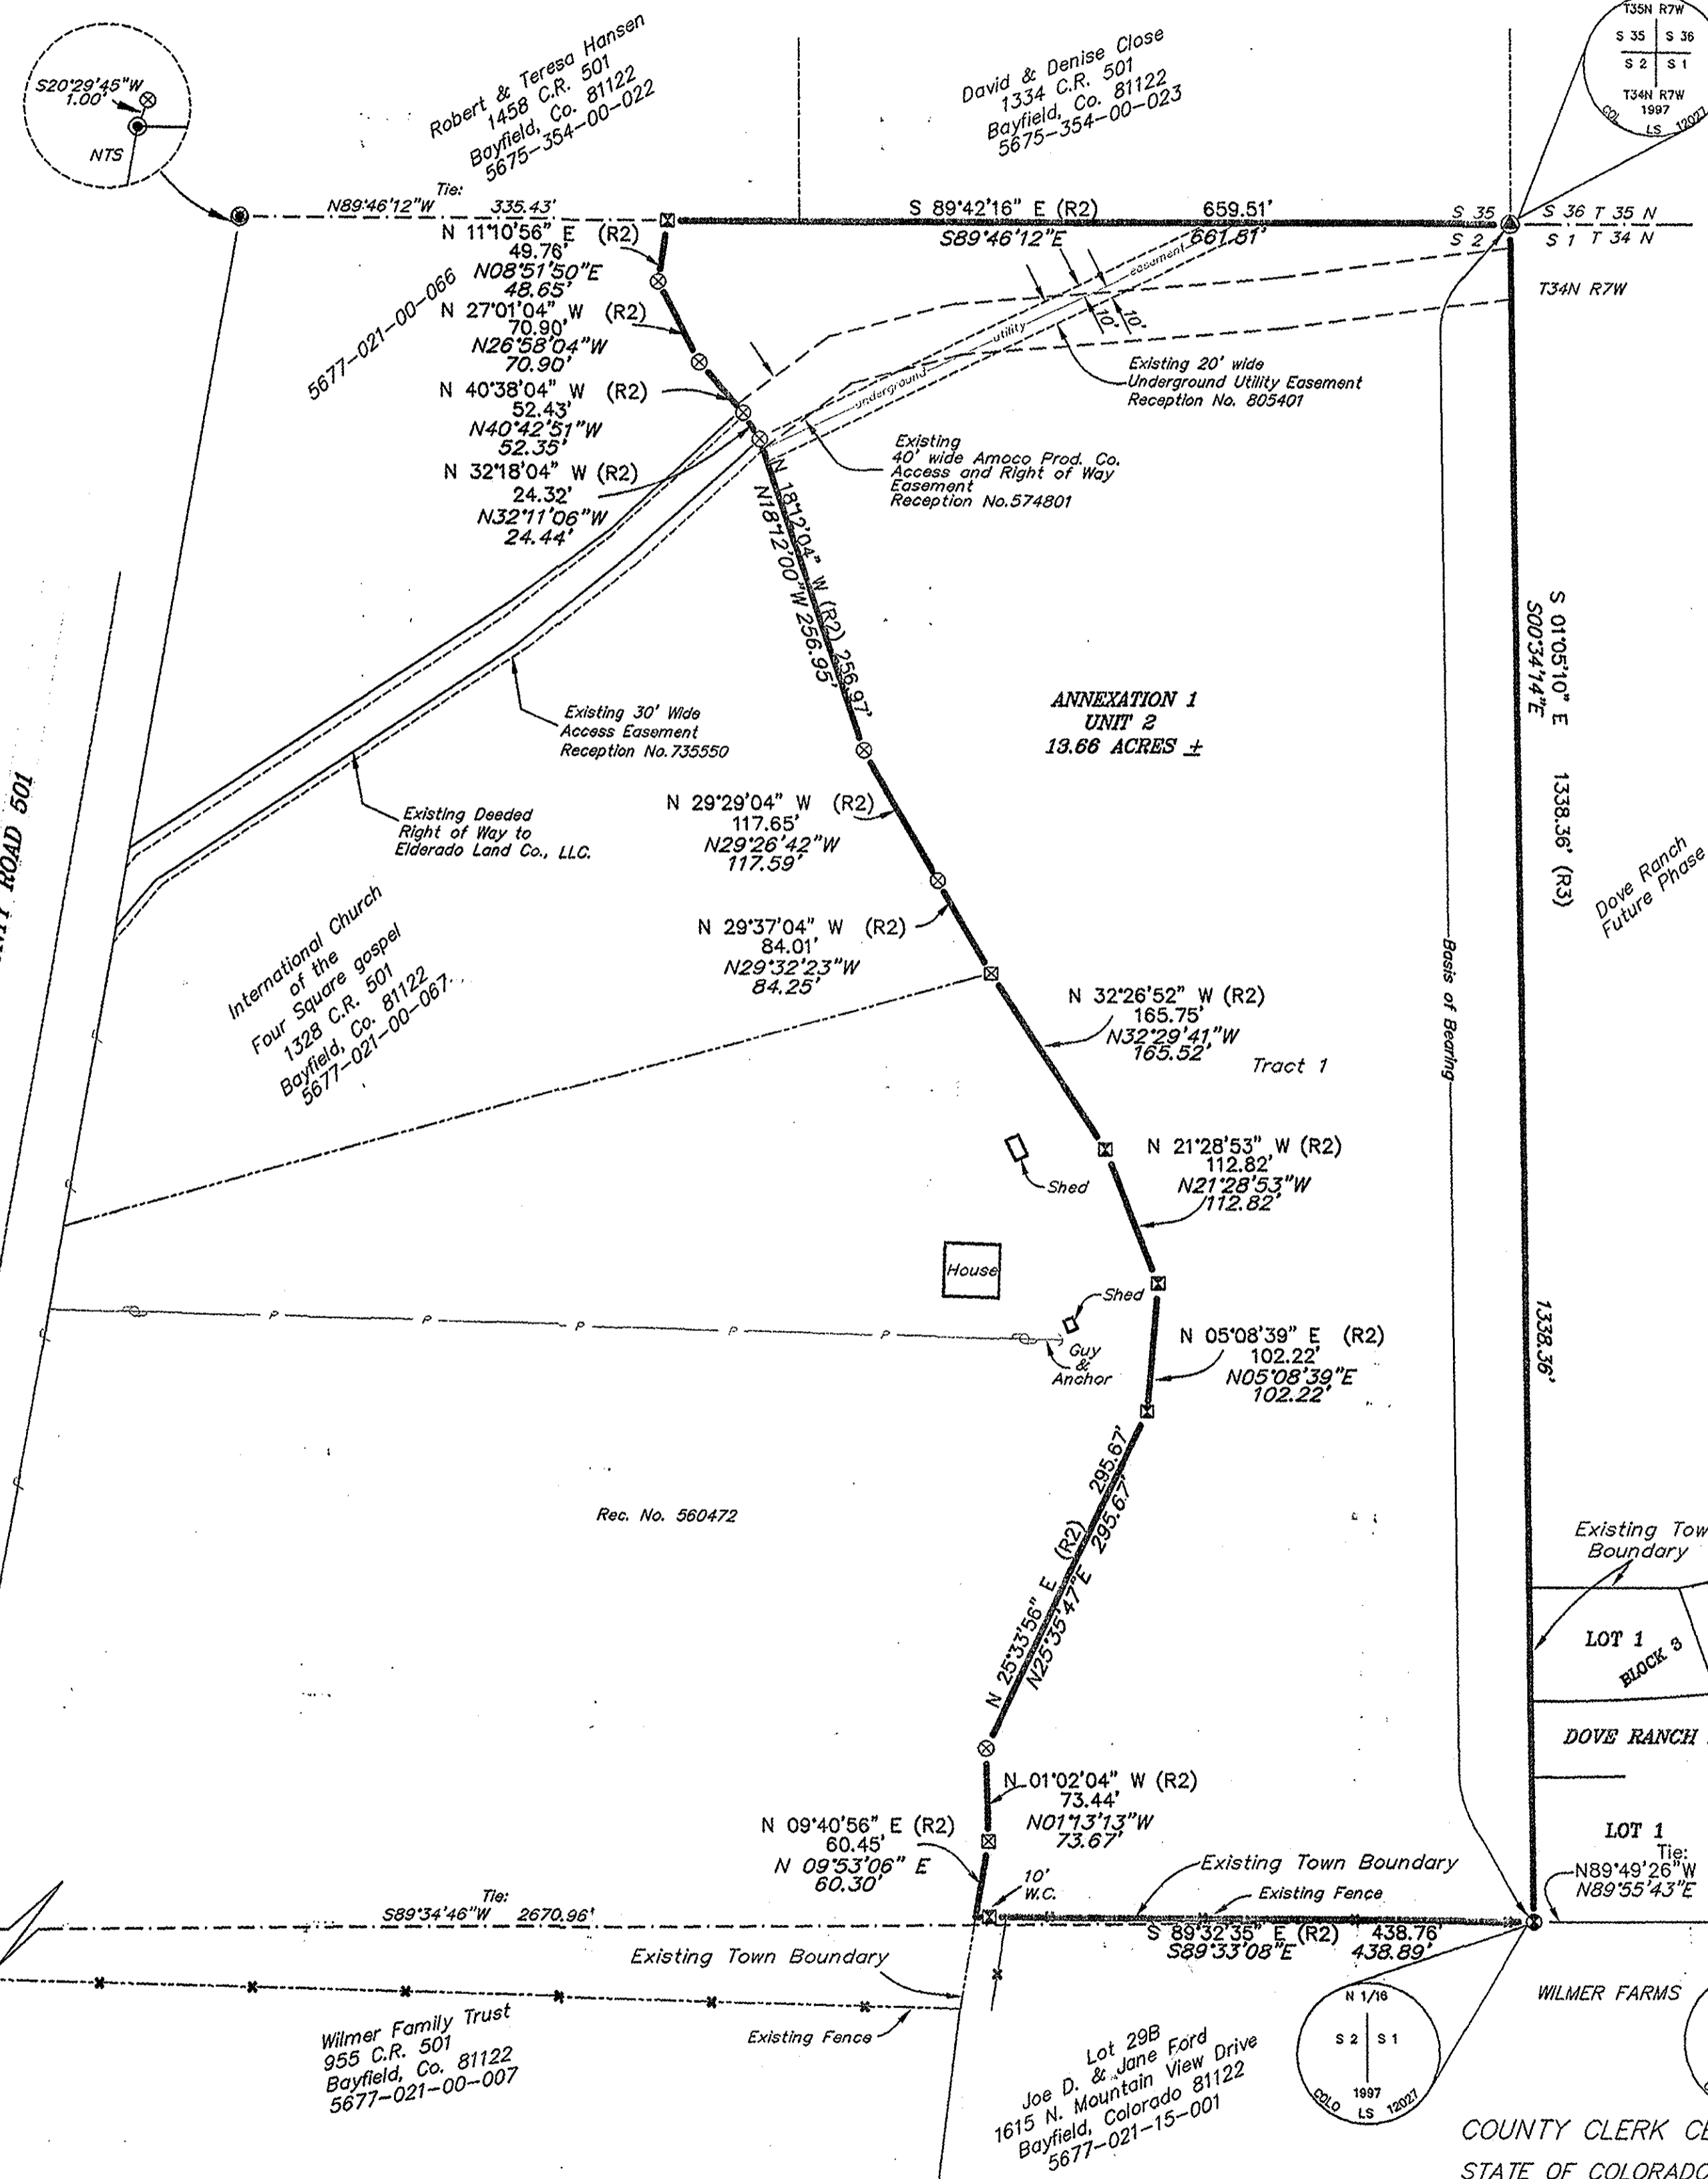 S20°29'45"W
1.00'
NTS
Robert & Teresa Hansen
1458 C.R. 501
Bayfield, Co. 81122
5675-354-00-022
David & Denise Close
1334 C.R. 501
Bayfield, Co. 81122
5675-354-00-023
T35N R7W
S 35 S 36
S 2 S 1
T34N R7W
1997
COL LS 12027
Tie:
N89°46'12"W 335.43'
S 89°42'16" E (R2) 659.51'
S89°46'12"E 661.81'
S 35 S 36 T 35 N
S 2 S 1 T 34 N
T34N R7W
N 11°10'56" E (R2)
49.76'
N08°51'50"E
48.65'
N 27°01'04" W (R2)
70.90'
N26°58'04"W
70.90'
N 40°38'04" W (R2)
52.43'
N40°42'51"W
52.35'
N 32°18'04" W (R2)
24.32'
N32°11'06"W
24.44'
5677-021-00-066
underground utility easement
10' 10'
Existing 20' wide
Underground Utility Easement
Reception No. 805401
Existing
40' wide Amoco Prod. Co.
Access and Right of Way
Easement
Reception No.574801
N 18°12'04" W (R2) 256.97'
N18°12'00"W 256.95'
S 01°05'10" E 1338.36' (R3)
S00°34'14"E
1338.36'
ANNEXATION 1
UNIT 2
13.66 ACRES ±
Existing 30' Wide
Access Easement
Reception No.735550
Existing Deeded
Right of Way to
Elderado Land Co., LLC.
ROAD 501
N 29°29'04" W (R2)
117.65'
N29°26'42"W
117.59'
N 29°37'04" W (R2)
84.01'
N29°32'23"W
84.25'
Dove Ranch
Future Phase
Basis of Bearing
International Church
of the
Four Square gospel
1328 C.R. 501
Bayfield, Co. 81122
5677-021-00-067
N 32°26'52" W (R2)
165.75'
N32°29'41"W
165.52'
Tract 1
N 21°28'53" W (R2)
112.82'
N21°28'53"W
112.82'
Shed
House
Shed
P P P P P
Guy
&
Anchor
N 05°08'39" E (R2)
102.22'
N05°08'39"E
102.22'
N 25°33'56" E (R2) 295.67'
N25°35'47"E 295.67'
Rec. No. 560472
Boundary
LOT 1
BLOCK 3
DOVE RANCH
LOT 1
Tie:
N89°49'26"W
N89°55'43"E
N 01°02'04" W (R2)
73.44'
N01°13'13"W
73.67'
N 09°40'56" E (R2)
60.45'
N 09°53'06" E
60.30'
10'
W.C.
Existing Town Boundary
Existing Fence
Tie:
S89°34'46"W 2670.96'
S 89°32'35" E (R2) 438.76'
S89°33'08"E 438.89'
Existing Town Boundary
Existing Fence
Wilmer Family Trust
955 C.R. 501
Bayfield, Co. 81122
5677-021-00-007
Lot 29B
Joe D. & Jane Ford
1615 N. Mountain View Drive
Bayfield, Colorado 81122
5677-021-15-001
N 1/16
S 2 S 1
1997
COLO LS 12027
WILMER FARMS
COUNTY CLERK
STATE OF COLORADO